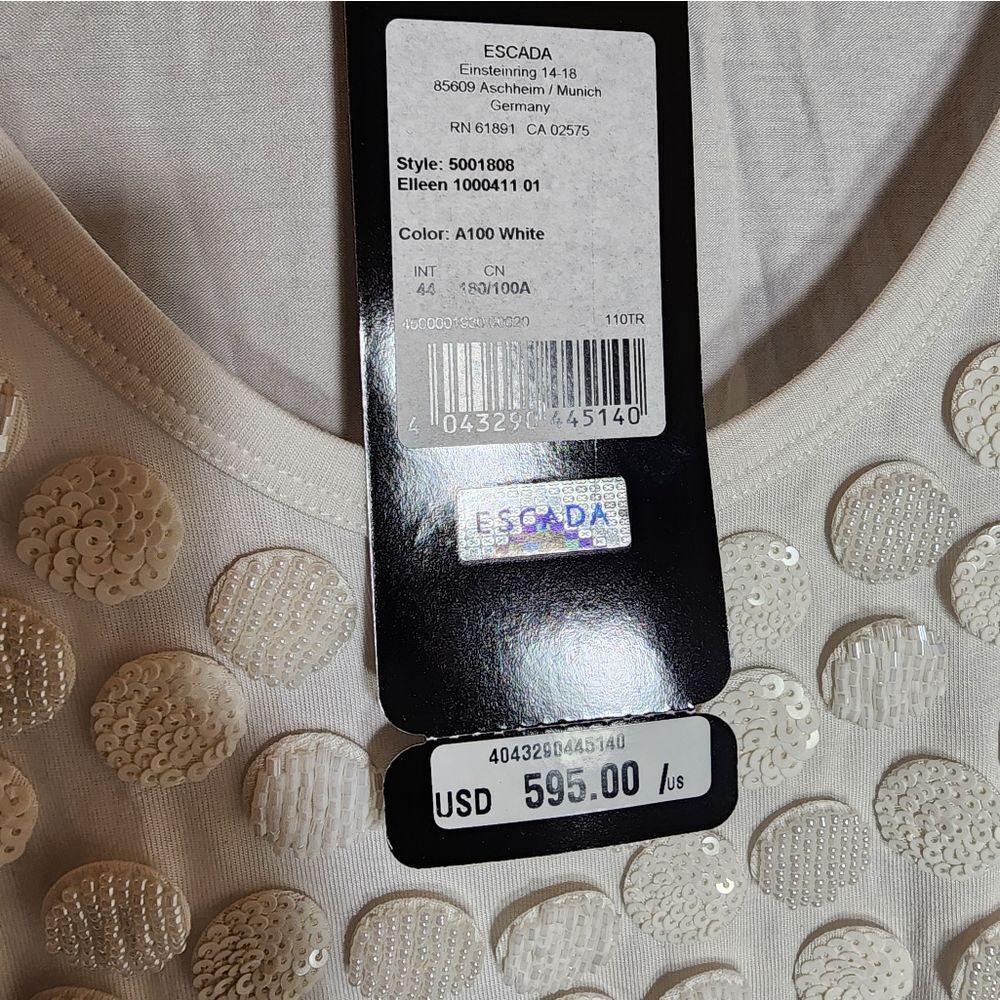 ESCADA
Einsteinring 14-18
85609 Aschheim / Munich
Germany
RN 61891 CA 02575
Style: 5001808
Elleen 1000411 01
Color: A100 White
INT CN
44 180/100A
110TR
4 043290 445140
ESCADA
4043290445140
USD 595.00 /US